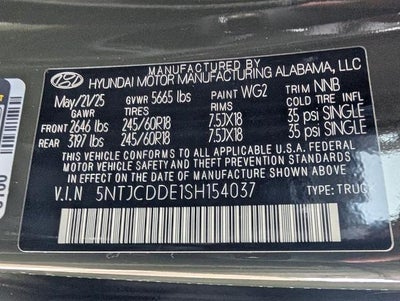 MANUFACTURED BY
HYUNDAI MOTOR MANUFACTURING ALABAMA, LLC
May/21/25 GVWR 5665 lbs PAINT WG2 TRIM NNB
GAWR TIRES RIMS COLD TIRE INFL.
FRONT 2646 lbs 245/60R18 7.5JX18 35 psi SINGLE
REAR 3197 lbs 245/60R18 7.5JX18 35 psi SINGLE
THIS VEHICLE CONFORMS TO ALL APPLICABLE U.S.A. FEDERAL
MOTOR VEHICLE SAFETY AND THEFT PREVENTION STANDARDS
IN EFFECT ON THE DATE OF MANUFACTURE SHOWN ABOVE.
V.I.N 5NTJCDDE1SH154037 TYPE: TRUCK